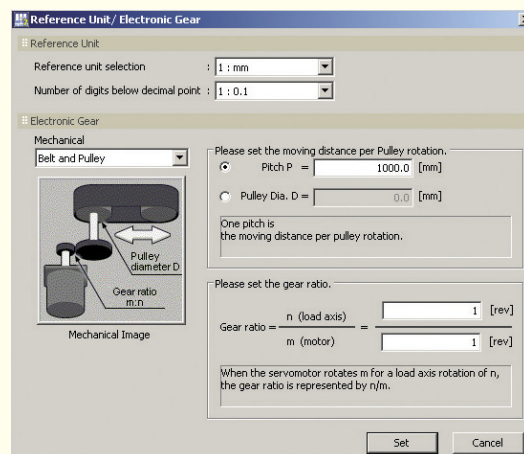 Reference Unit/ Electronic Gear
Reference Unit
Reference unit selection : 1 : mm
Number of digits below decimal point : 1 : 0.1
Electronic Gear
Mechanical
Belt and Pulley
Pulley
diameter D
Gear ratio
m:n
Mechanical Image
Please set the moving distance per Pulley rotation.
Pitch P = 1000.0 [mm]
Pulley Dia. D = 0.0 [mm]
One pitch is
the moving distance per pulley rotation.
Please set the gear ratio.
n (load axis) 1 [rev]
Gear ratio = =
m (motor) 1 [rev]
When the servomotor rotates m for a load axis rotation of n,
the gear ratio is represented by n/m.
Set Cancel